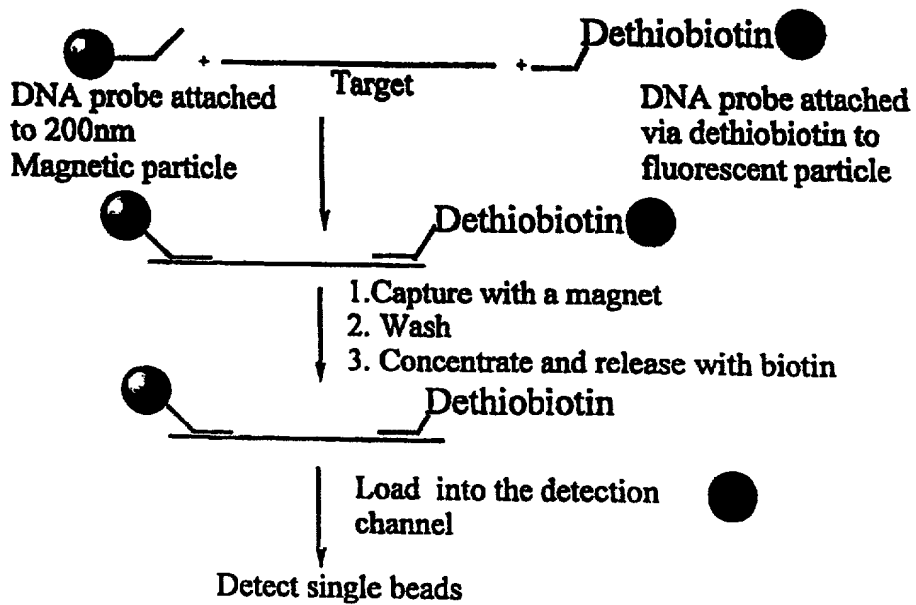 Dethiobiotin
+
+
Target
DNA probe attached
to 200nm
Magnetic particle
DNA probe attached
via dethiobiotin to
fluorescent particle
Dethiobiotin
1.Capture with a magnet
2. Wash
3. Concentrate and release with biotin
Dethiobiotin
Load into the detection
channel
Detect single beads